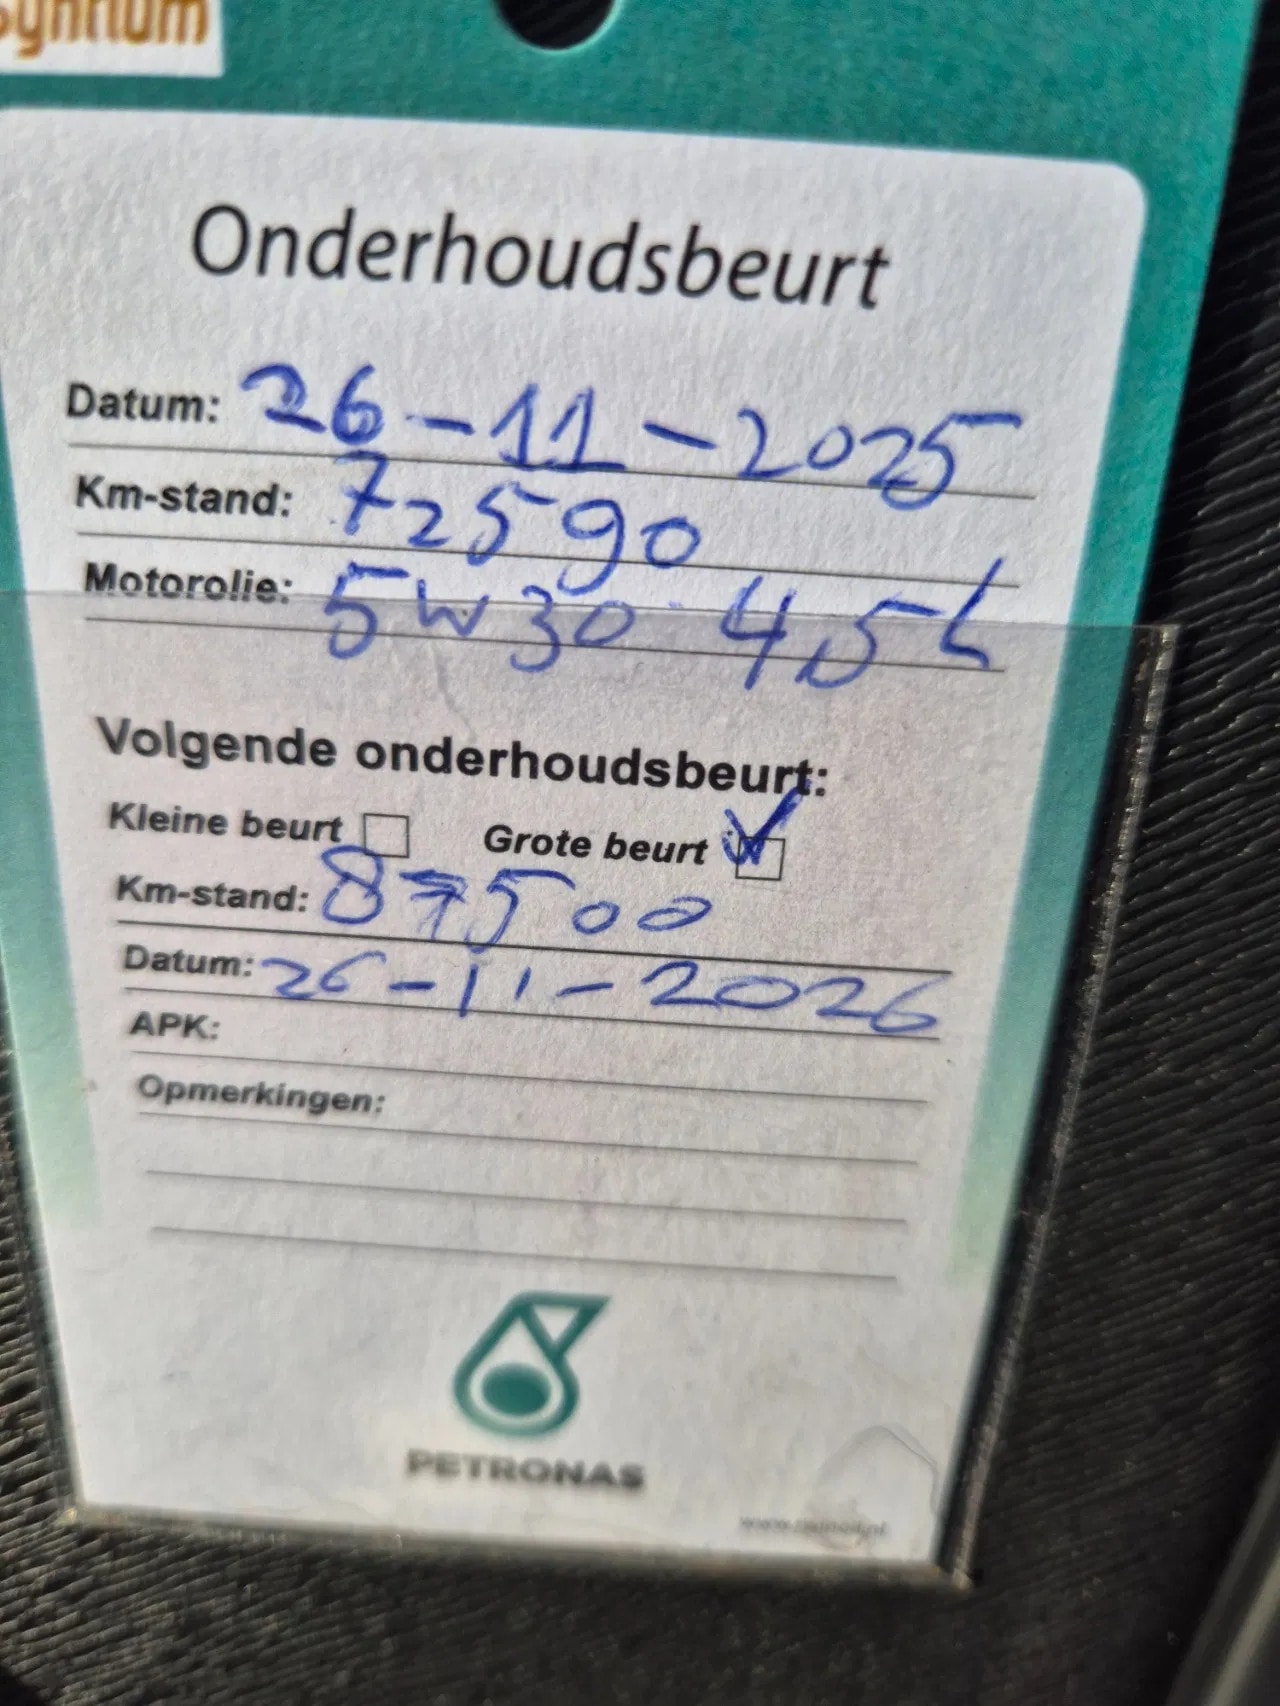 Onderhoudsbeurt
Datum: 26-11-2025
Km-stand: 72590
Motorolie: 5W30 4,5L
Volgende onderhoudsbeurt:
Kleine beurt ☐ Grote beurt ☑
Km-stand: 87500
Datum: 26-11-2026
APK:
Opmerkingen:
PETRONAS